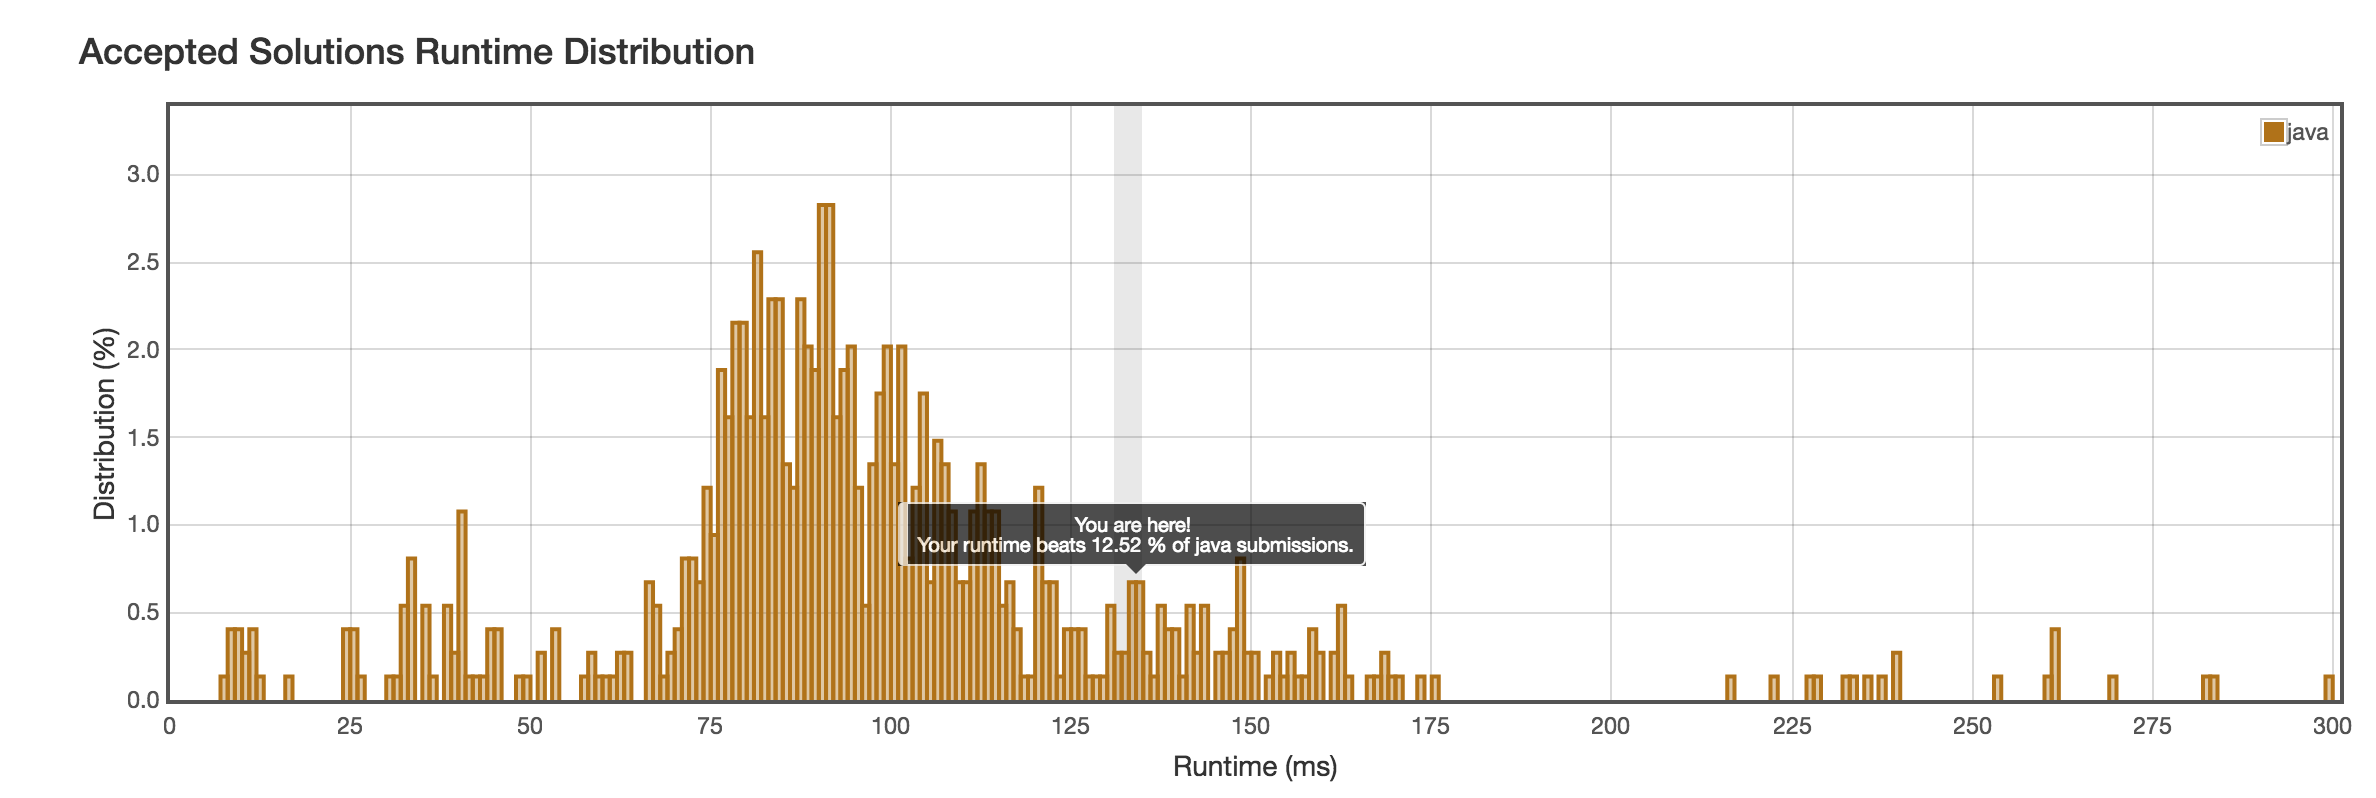 Accepted Solutions Runtime Distribution
java
3.0
2.5
2.0
1.5
1.0
0.5
0.0
Distribution (%)
You are here!
Your runtime beats 12.52 % of java submissions.
0 25 50 75 100 125 150 175 200 225 250 275 300
Runtime (ms)